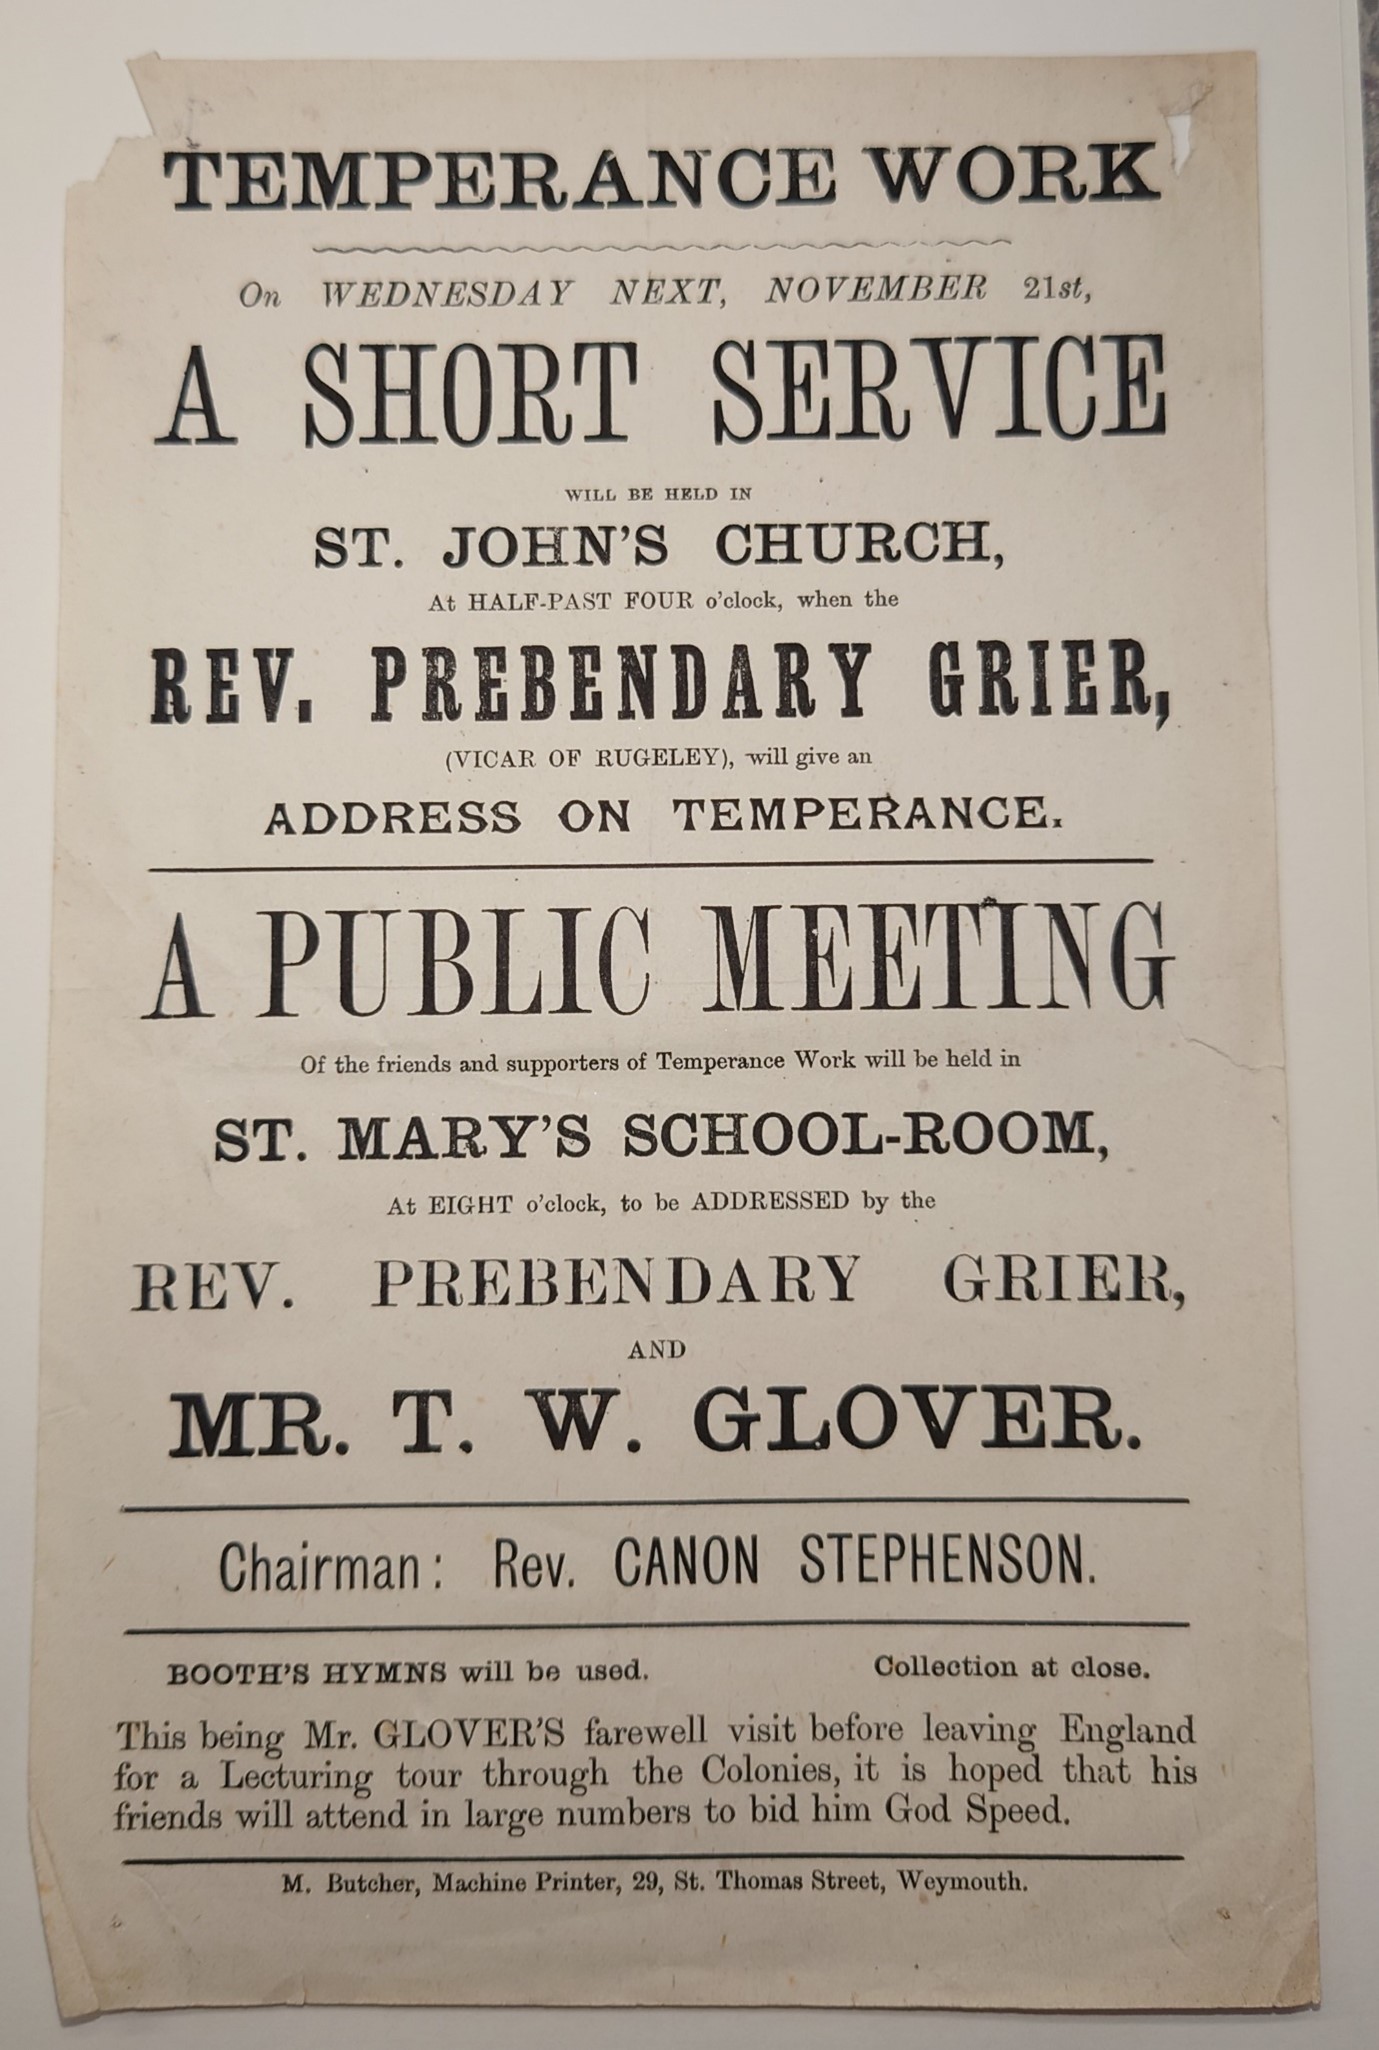 TEMPERANCE WORK
On WEDNESDAY NEXT, NOVEMBER 21st,
A SHORT SERVICE
WILL BE HELD IN
ST. JOHN'S CHURCH,
At HALF-PAST FOUR o'clock, when the
REV. PREBENDARY GRIER,
(VICAR OF RUGELEY), will give an
ADDRESS ON TEMPERANCE.
A PUBLIC MEETING
Of the friends and supporters of Temperance Work will be held in
ST. MARY'S SCHOOL-ROOM,
At EIGHT o'clock, to be ADDRESSED by the
REV. PREBENDARY GRIER,
AND
MR. T. W. GLOVER.
Chairman: Rev. CANON STEPHENSON.
BOOTH'S HYMNS will be used. Collection at close.
This being Mr. GLOVER'S farewell visit before leaving England
for a Lecturing tour through the Colonies, it is hoped that his
friends will attend in large numbers to bid him God Speed.
M. Butcher, Machine Printer, 29, St. Thomas Street, Weymouth.